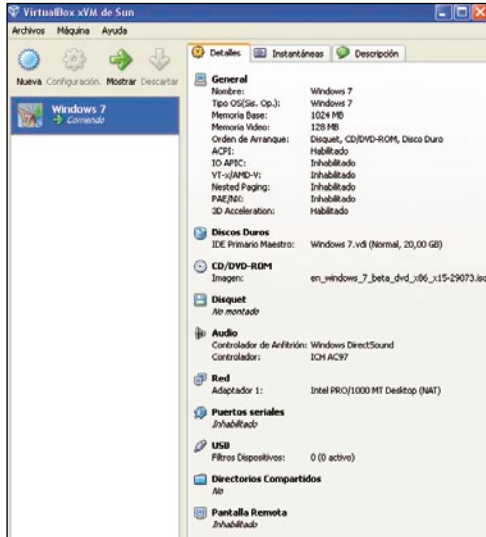 VirtualBox xVM de Sun
Archivos Máquina Ayuda
Nueva Configuración. Mostrar Descartar
Windows 7
Corriendo
Detalles Instantáneas Descripción
General
Nombre: Windows 7
Tipo OS(Sis. Op.): Windows 7
Memoria Base: 1024 MB
Memoria Video: 128 MB
Orden de Arranque: Disquet, CD/DVD-ROM, Disco Duro
ACPI: Habilitado
IO APIC: Inhabilitado
VT-x/AMD-V: Inhabilitado
Nested Paging: Inhabilitado
PAE/NX: Inhabilitado
3D Acceleration: Habilitado
Discos Duros
IDE Primario Maestro: Windows 7.vdi (Normal, 20,00 GB)
CD/DVD-ROM
Imagen: en_windows_7_beta_dvd_x86_x15-29073.iso
Disquet
No montado
Audio
Controlador de Anfitrión: Windows DirectSound
Controlador: ICH AC97
Red
Adaptador 1: Intel PRO/1000 MT Desktop (NAT)
Puertos seriales
Inhabilitado
USB
Filtros Dispositivos: 0 (0 activo)
Directorios Compartidos
No
Pantalla Remota
Inhabilitado